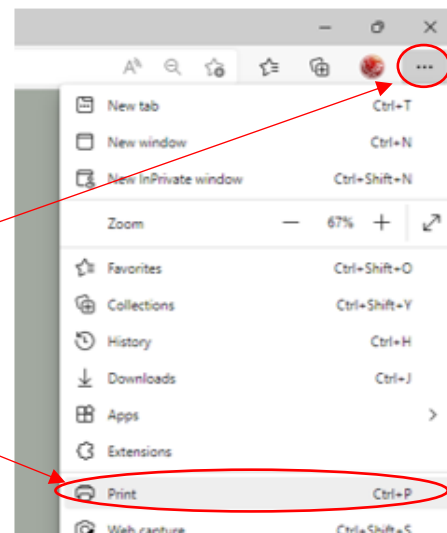 New tab Ctrl+T
New window Ctrl+N
New InPrivate window Ctrl+Shift+N
Zoom — 67% +
Favorites Ctrl+Shift+O
Collections Ctrl+Shift+Y
History Ctrl+H
Downloads Ctrl+J
Apps
Extensions
Print Ctrl+P
Web capture Ctrl+Shift+S